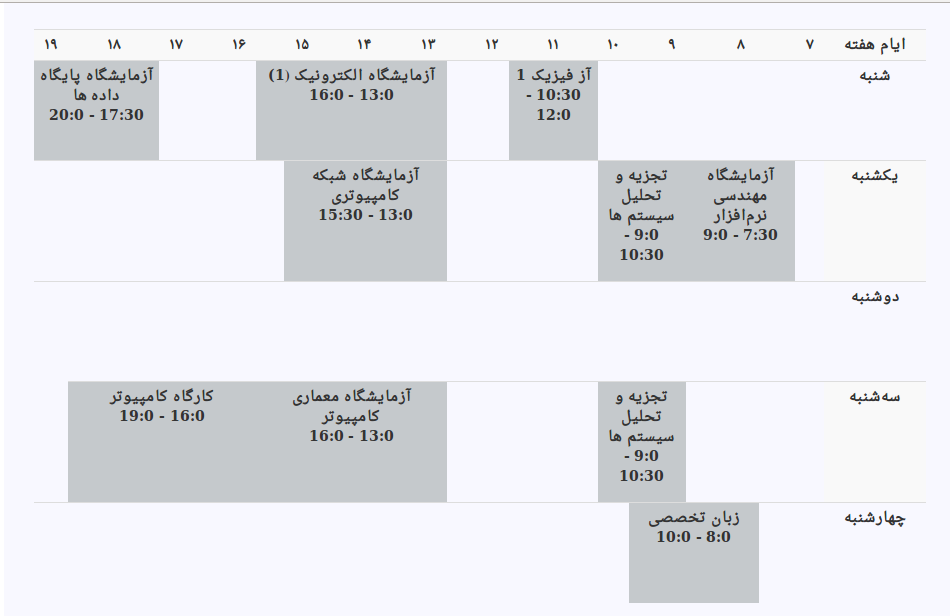 ایام هفته ۷ ۸ ۹ ۱۰ ۱۱ ۱۲ ۱۳ ۱۴ ۱۵ ۱۶ ۱۷ ۱۸ ۱۹
شنبه
آز فیزیک 1
10:30 -
12:0
آزمایشگاه الکترونیک (1)
13:0 - 16:0
آزمایشگاه پایگاه
داده ها
17:30 - 20:0
یکشنبه
آزمایشگاه
مهندسی
نرم‌افزار
7:30 - 9:0
تجزیه و
تحلیل
سیستم ها
9:0 -
10:30
آزمایشگاه شبکه
کامپیوتری
13:0 - 15:30
دوشنبه
سه‌شنبه
تجزیه و
تحلیل
سیستم ها
9:0 -
10:30
آزمایشگاه معماری
کامپیوتر
13:0 - 16:0
کارگاه کامپیوتر
16:0 - 19:0
چهارشنبه
زبان تخصصی
8:0 - 10:0